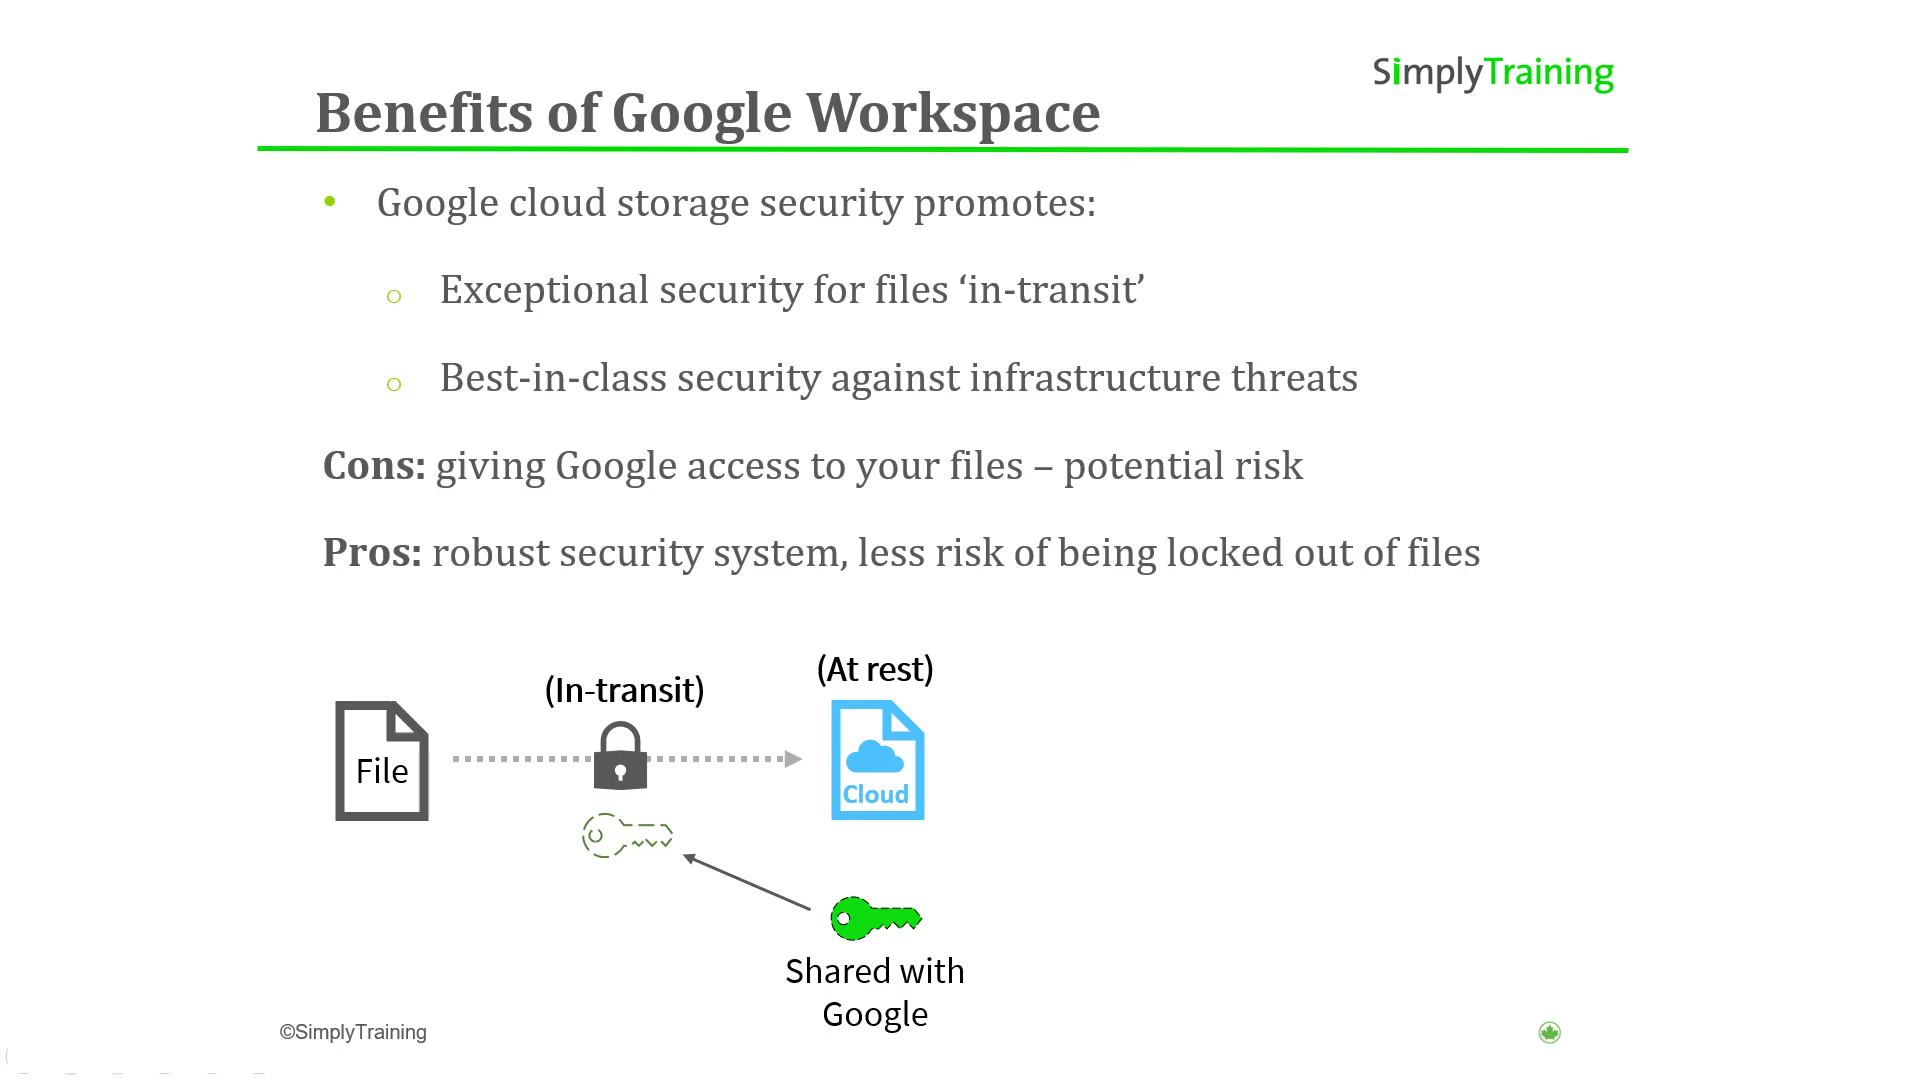 SimplyTraining
Benefits of Google Workspace
• Google cloud storage security promotes:
o Exceptional security for files ‘in-transit’
o Best-in-class security against infrastructure threats
Cons: giving Google access to your files – potential risk
Pros: robust security system, less risk of being locked out of files
(At rest)
(In-transit)
File
Cloud
Shared with
Google
©SimplyTraining